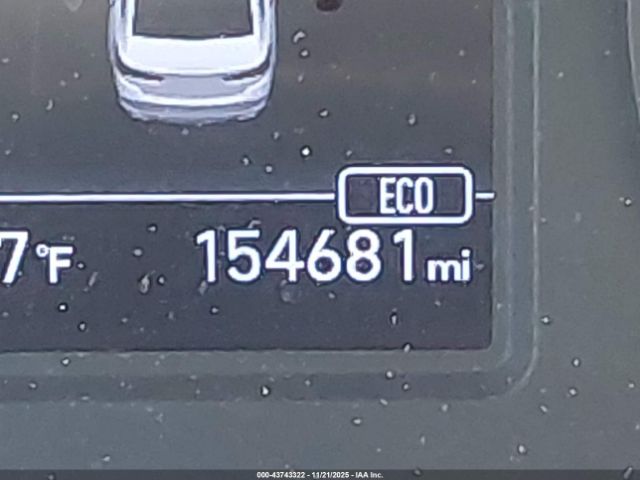 ECO
7°F 154681 mi
000-43743322 - 11/21/2025 - IAA Inc.